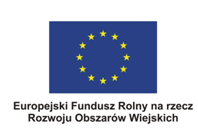 Europejski Fundusz Rolny na rzecz
Rozwoju Obszarów Wiejskich